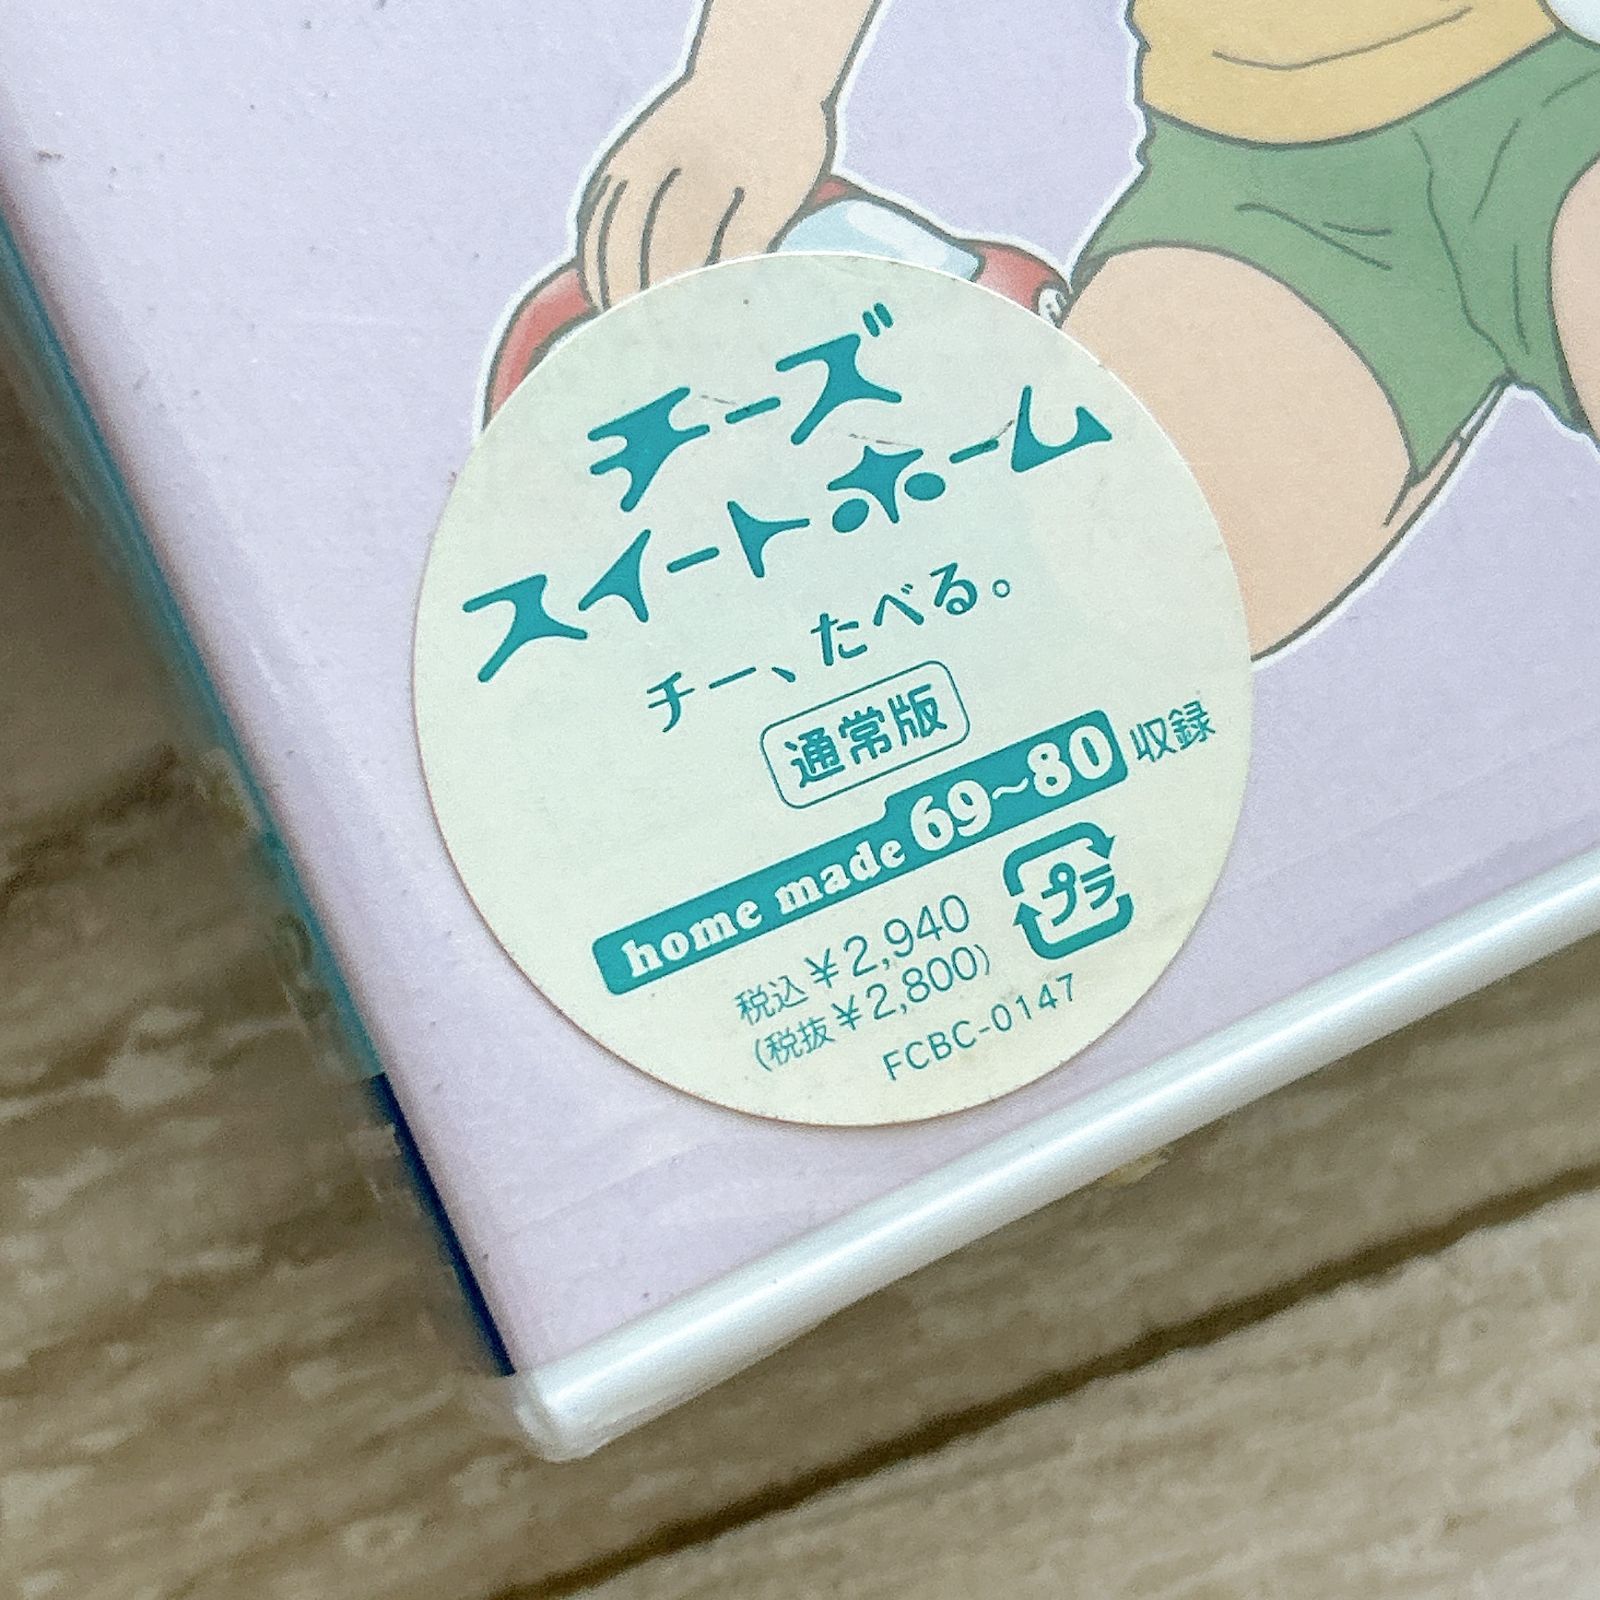 チーズ
スイートホーム
チー、たべる。
通常版
home made 69~80 収録
税込￥2,940
(税抜￥2,800)
プラ
FCBC-0147